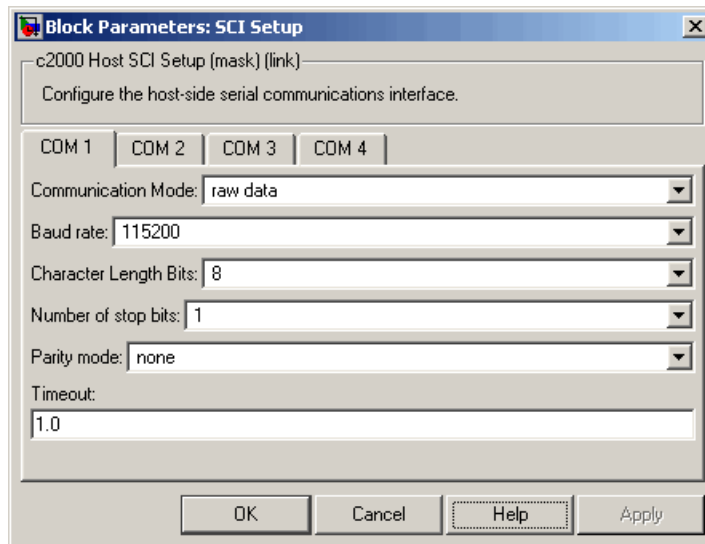 Block Parameters: SCI Setup
c2000 Host SCI Setup (mask) (link)
Configure the host-side serial communications interface.
COM 1 COM 2 COM 3 COM 4
Communication Mode: raw data
Baud rate: 115200
Character Length Bits: 8
Number of stop bits: 1
Parity mode: none
Timeout:
1.0
OK Cancel Help Apply